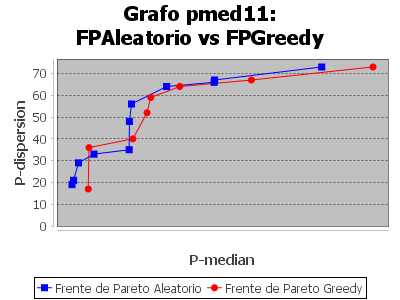 Grafo pmed11:
FPAleatorio vs FPGreedy
70
60
50
40
30
20
10
0
P-dispersion
P-median
Frente de Pareto Aleatorio
Frente de Pareto Greedy